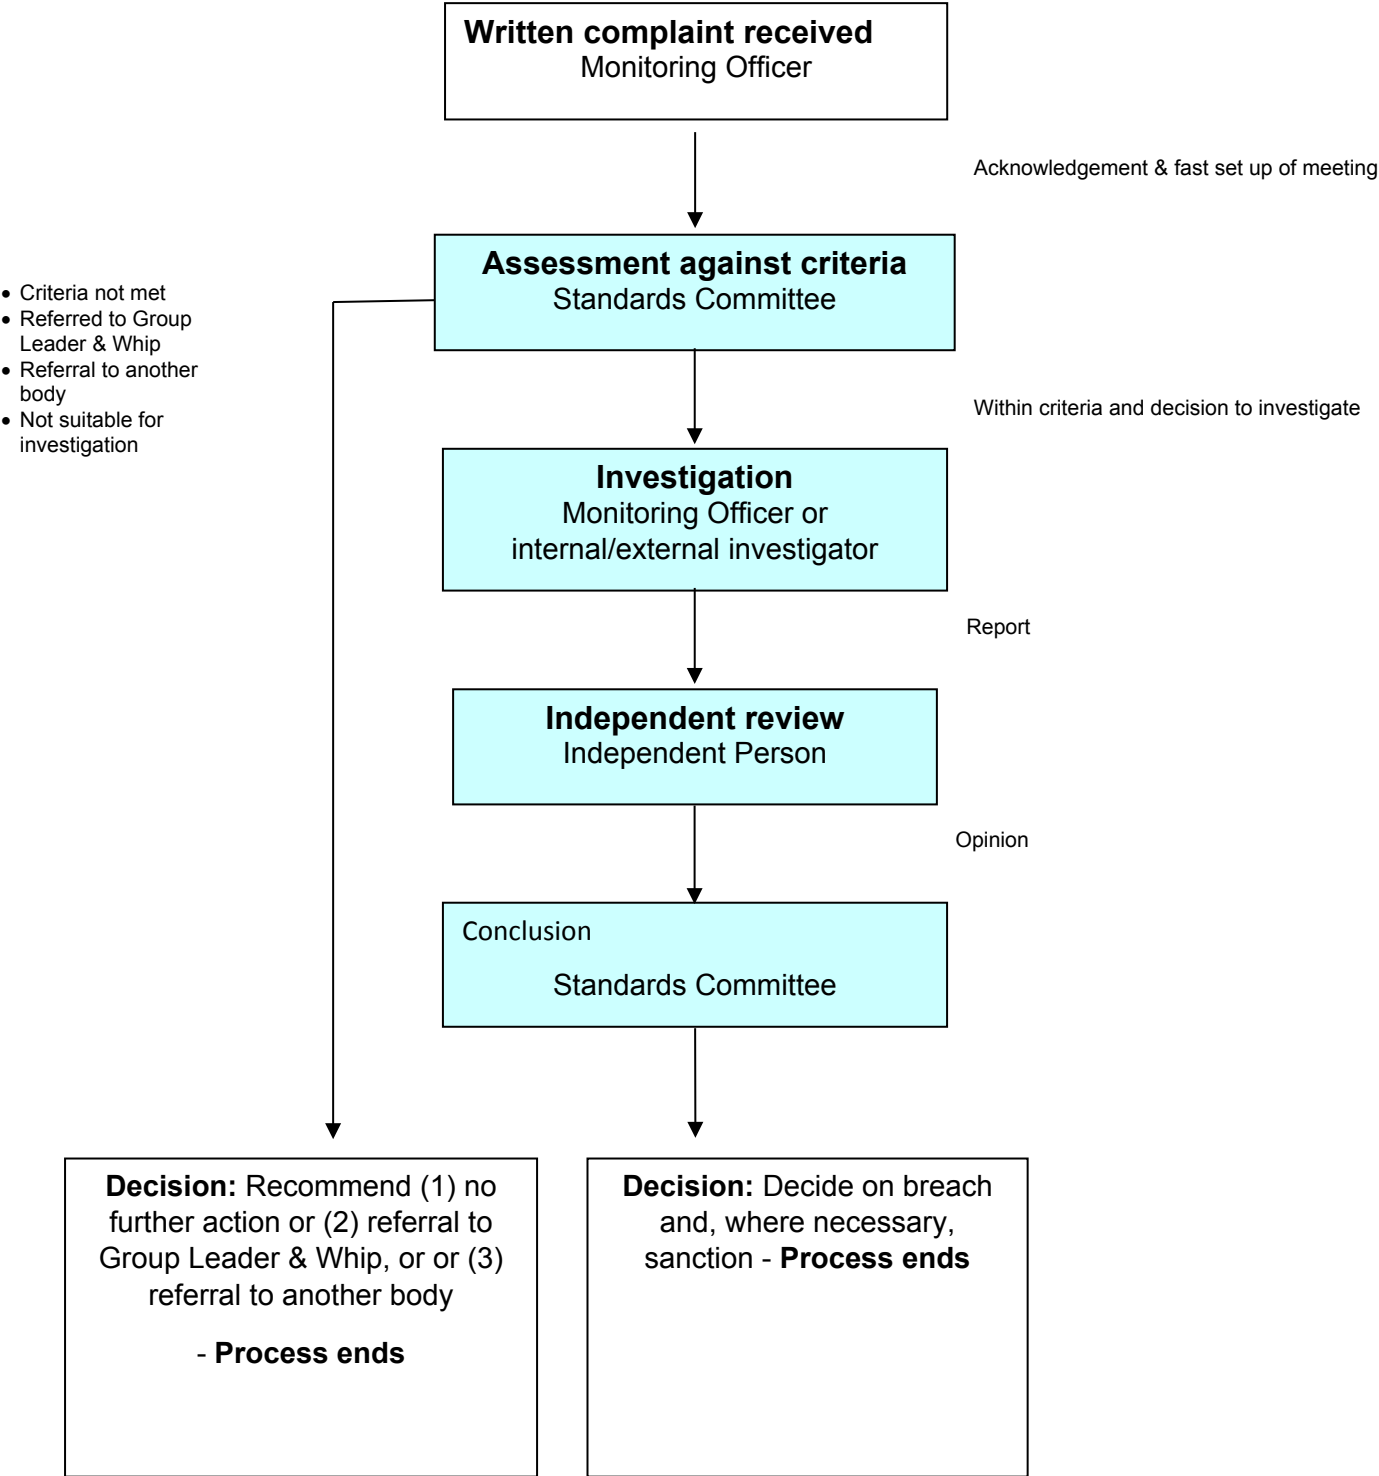 Written complaint received
Monitoring Officer
Acknowledgement & fast set up of meeting
Assessment against criteria
Standards Committee
• Criteria not met
• Referred to Group
Leader & Whip
• Referral to another
body
• Not suitable for
investigation
Within criteria and decision to investigate
Investigation
Monitoring Officer or
internal/external investigator
Report
Independent review
Independent Person
Opinion
Conclusion
Standards Committee
Decision: Recommend (1) no
further action or (2) referral to
Group Leader & Whip, or or (3)
referral to another body
- Process ends
Decision: Decide on breach
and, where necessary,
sanction - Process ends